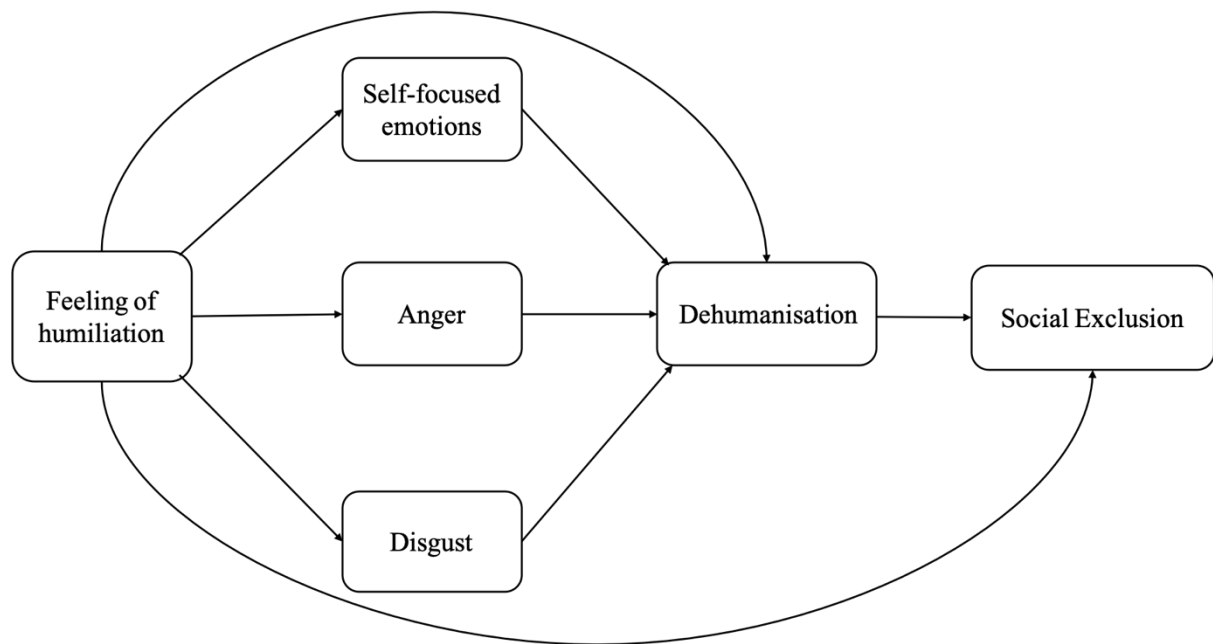 Self-focused
emotions
Feeling of
humiliation
Anger
Dehumanisation
Social Exclusion
Disgust